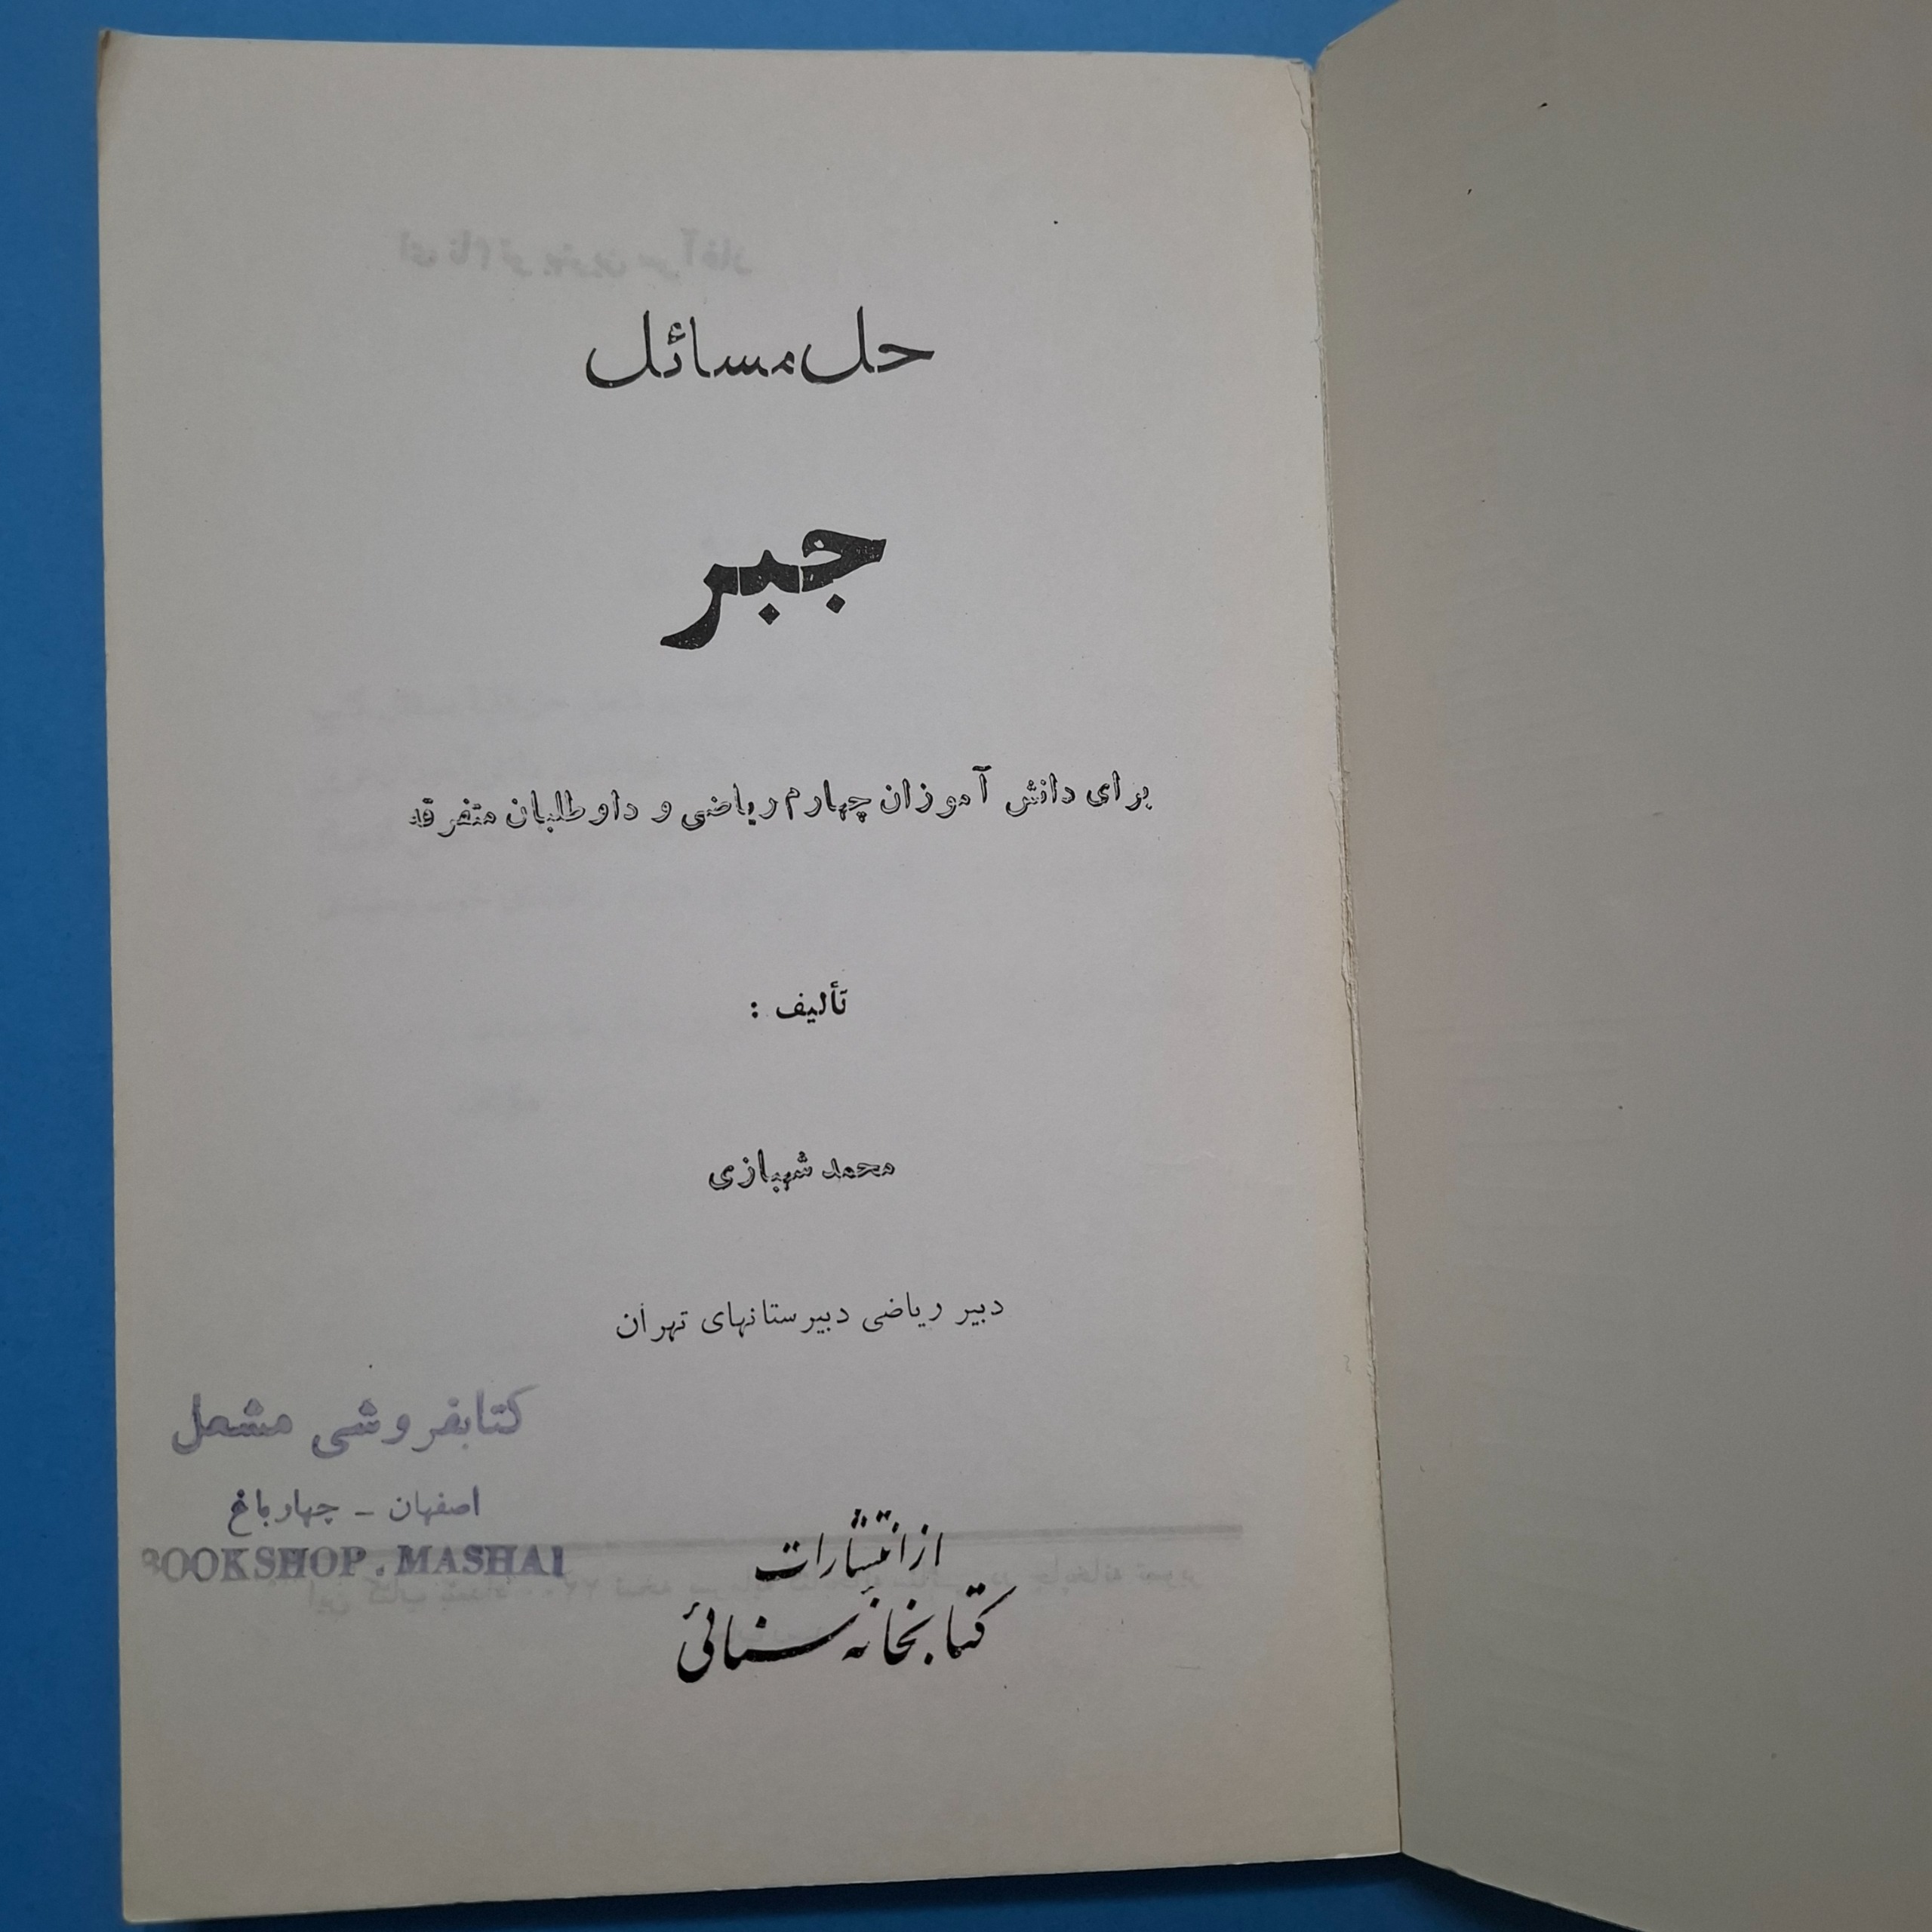 حل مسائل
جبر
برای دانش آموزان چهارم ریاضی و داوطلبان متفرقه
تألیف :
محمد شهبازی
دبیر ریاضی دبیرستانهای تهران
کتابفروشی مشعل
اصفهان - چهارباغ
BOOKSHOP . MASHAL
از انتشارات
کتابخانه سنائی